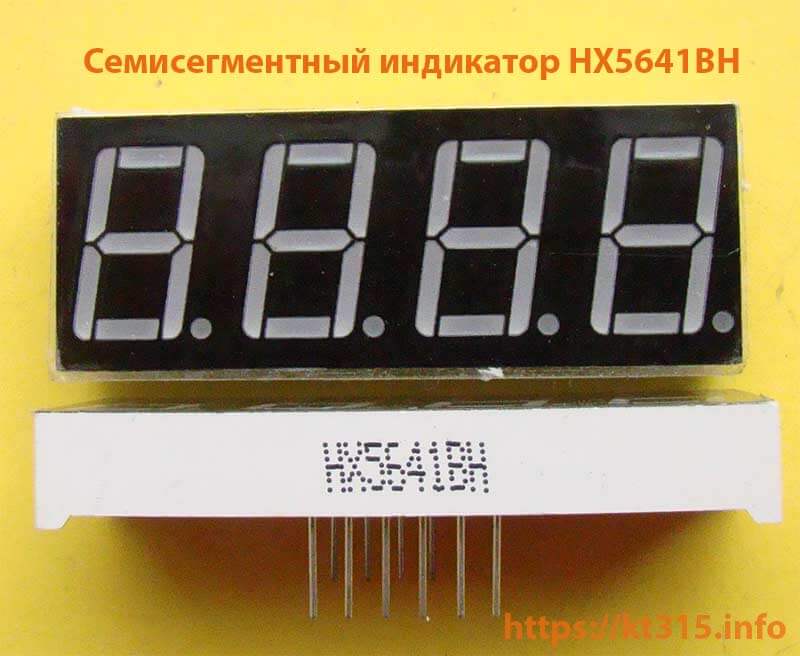 Семисегментный индикатор HX5641BH
HX5641BH
https://kt315.info